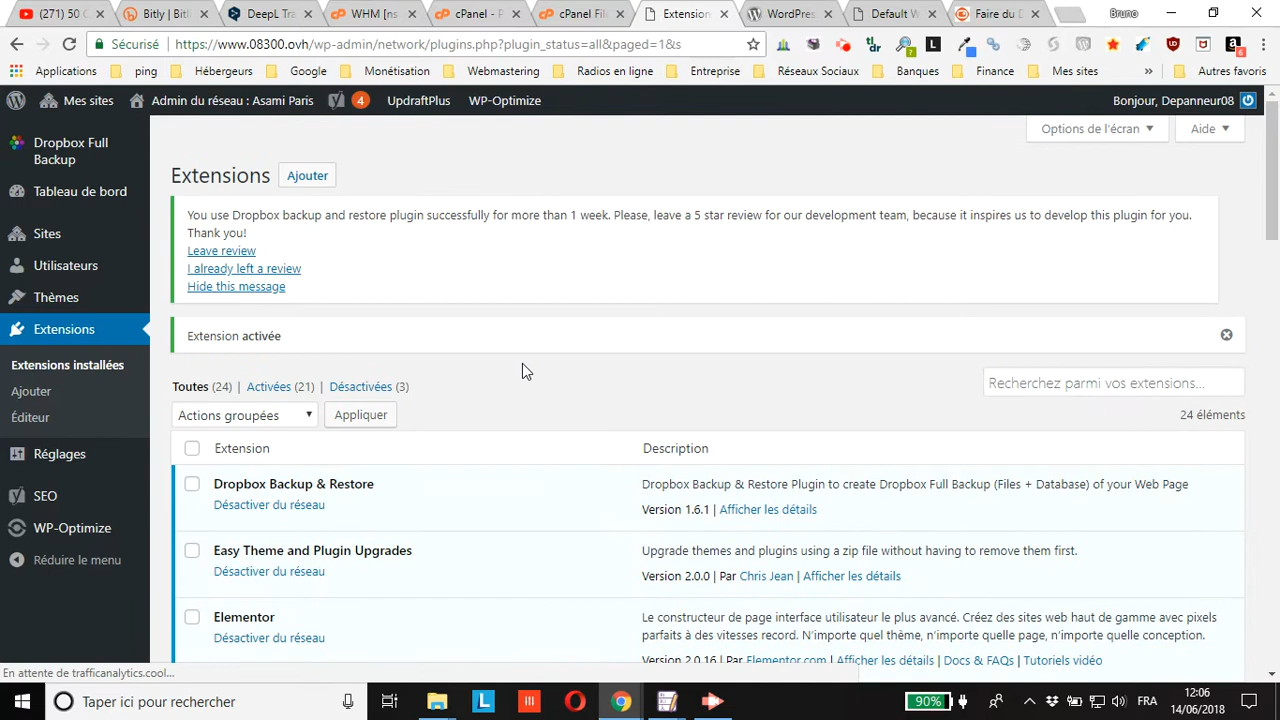 (271) 50 C
Bitly | Bitl
DeepL Tra
WHM [ns
cPanel - P
cPanel File
Extension
WordPres
Default W
Faire du D
Bruno
Sécurisé
https://www.08300.ovh/wp-admin/network/plugins.php?plugin_status=all&paged=1&s
Applications
ping
Hébergeurs
Google
Monétisation
Webmastering
Radios en ligne
Entreprise
Réseaux Sociaux
Banques
Finance
Mes sites
»
Autres favoris
Mes sites
Admin du réseau : Asami Paris
4
UpdraftPlus
WP-Optimize
Bonjour, Depanneur08
Options de l'écran
Aide
Dropbox Full
Backup
Tableau de bord
Sites
Utilisateurs
Thèmes
Extensions
Extensions installées
Ajouter
Éditeur
Réglages
SEO
WP-Optimize
Réduire le menu
Extensions
Ajouter
You use Dropbox backup and restore plugin successfully for more than 1 week. Please, leave a 5 star review for our development team, because it inspires us to develop this plugin for you.
Thank you!
Leave review
I already left a review
Hide this message
Extension activée
Toutes (24) | Activées (21) | Désactivées (3)
Recherchez parmi vos extensions...
Actions groupées
Appliquer
24 éléments
Extension
Description
Dropbox Backup & Restore
Désactiver du réseau
Dropbox Backup & Restore Plugin to create Dropbox Full Backup (Files + Database) of your Web Page
Version 1.6.1 | Afficher les détails
Easy Theme and Plugin Upgrades
Désactiver du réseau
Upgrade themes and plugins using a zip file without having to remove them first.
Version 2.0.0 | Par Chris Jean | Afficher les détails
Elementor
Désactiver du réseau
Le constructeur de page interface utilisateur le plus avancé. Créez des sites web haut de gamme avec pixels
parfaits à des vitesses record. N'importe quel thème, n'importe quelle page, n'importe quelle conception.
Version 2.0.16 | Par Elementor.com | Afficher les détails | Docs & FAQs | Tutoriels vidéo
En attente de trafficanalytics.cool...
Taper ici pour rechercher
90%
FRA
12:06
14/06/2018